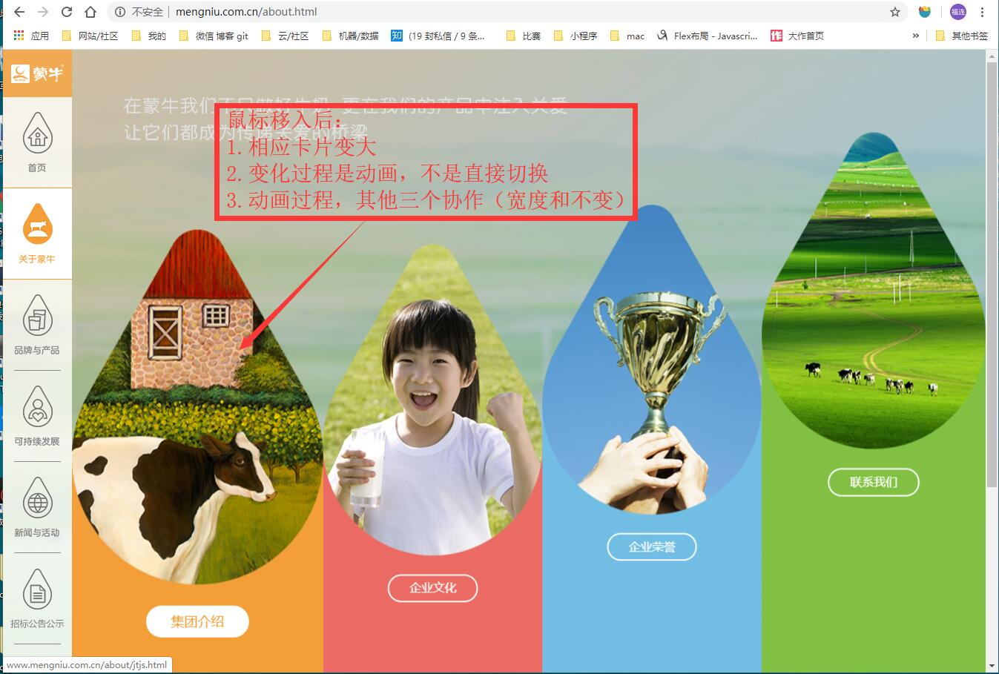 不安全 mengniu.com.cn/about.html 福连
应用 网站/社区 我的 微信 博客 git 云/社区 机器/数据 知 (19 封私信 / 9 条... 比赛 小程序 mac Flex布局 - Javascri... 作 大作首页 » 其他书签
蒙牛
在蒙牛我们不只做好牛奶 更在我们的产品中注入关爱
让它们都成为传递关爱的桥梁
鼠标移入后:
1.相应卡片变大
2.变化过程是动画，不是直接切换
3.动画过程，其他三个协作（宽度和不变）
首页
关于蒙牛
品牌与产品
可持续发展
新闻与活动
招标公告公示
集团介绍
企业文化
企业荣誉
联系我们
www.mengniu.com.cn/about/jtjs.html